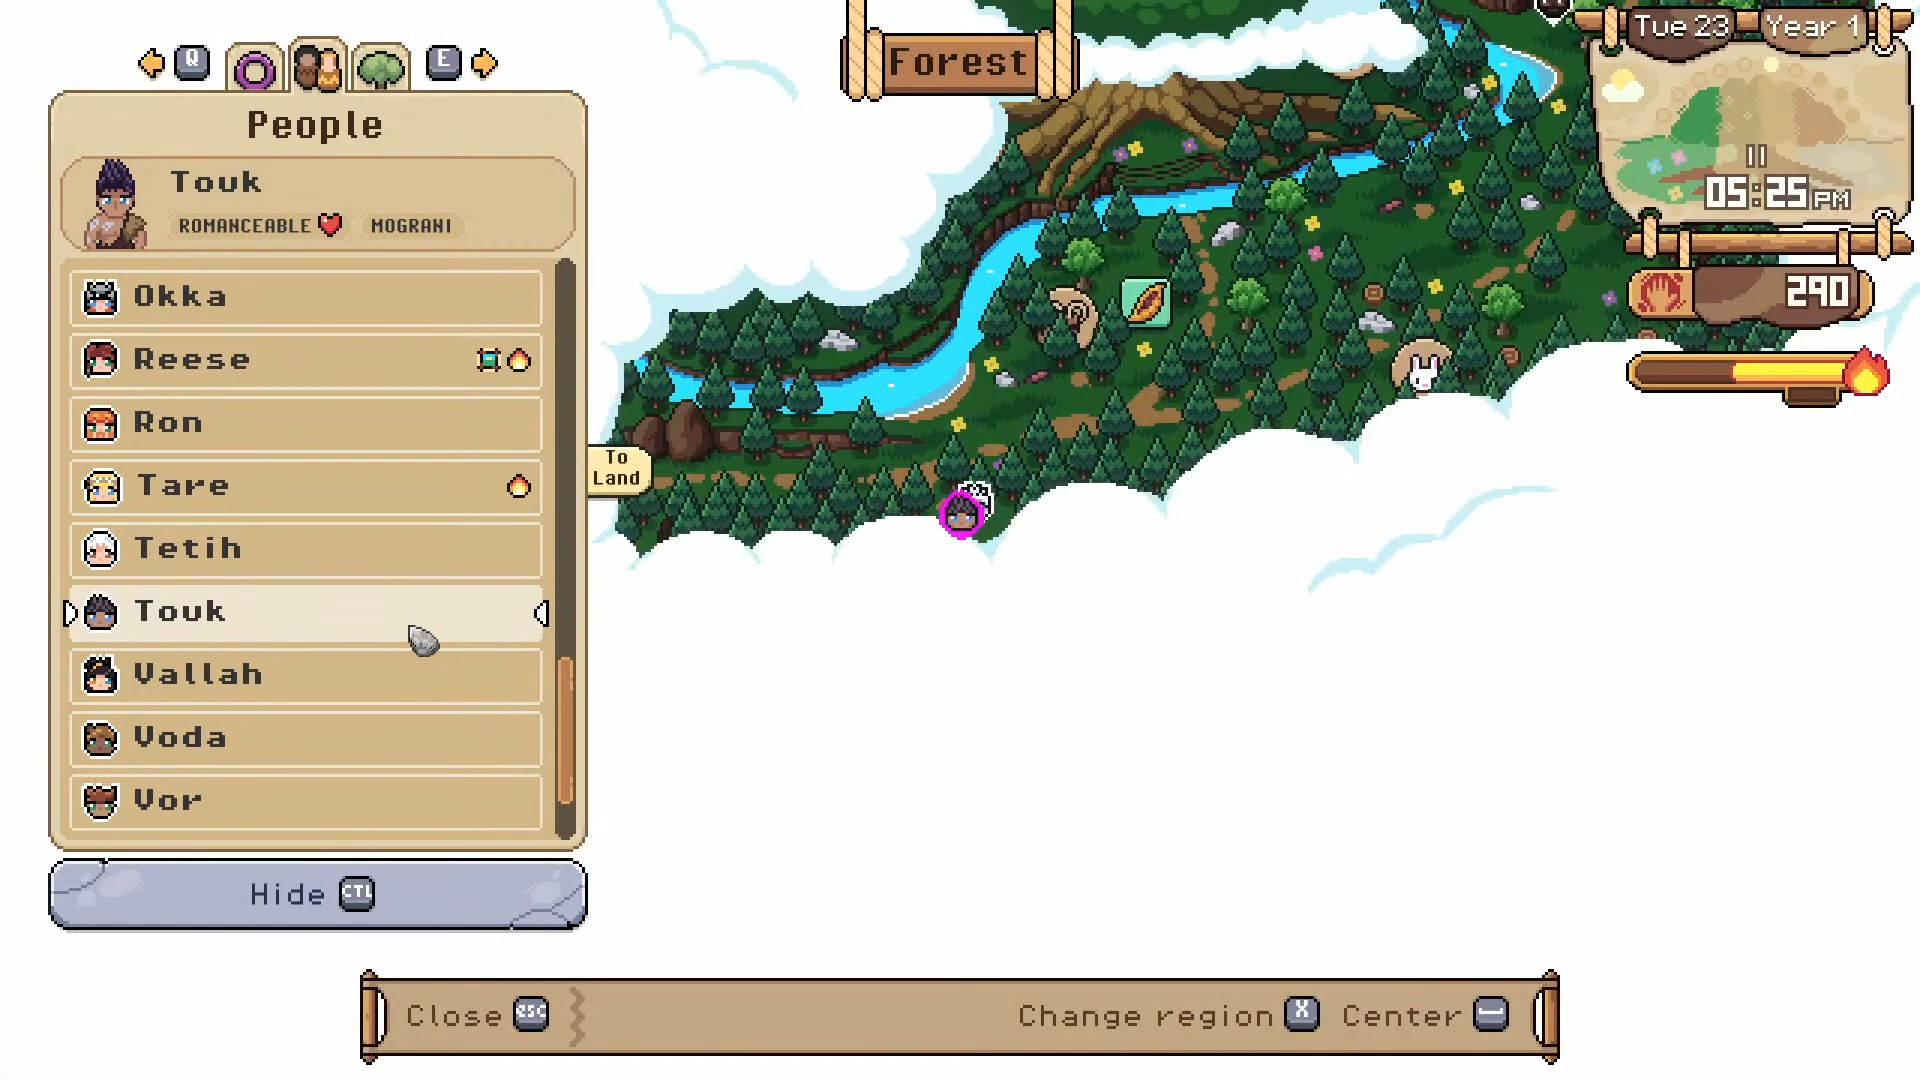 Q
E
People
Touk
ROMANCEABLE MOGRANI
Okka
Reese
Ron
Tare
Tetih
Touk
Vallah
Voda
Vor
Hide CTL
Forest
To
Land
Tue 23 Year 1
05:25 PM
290
Close ESC
Change region X Center